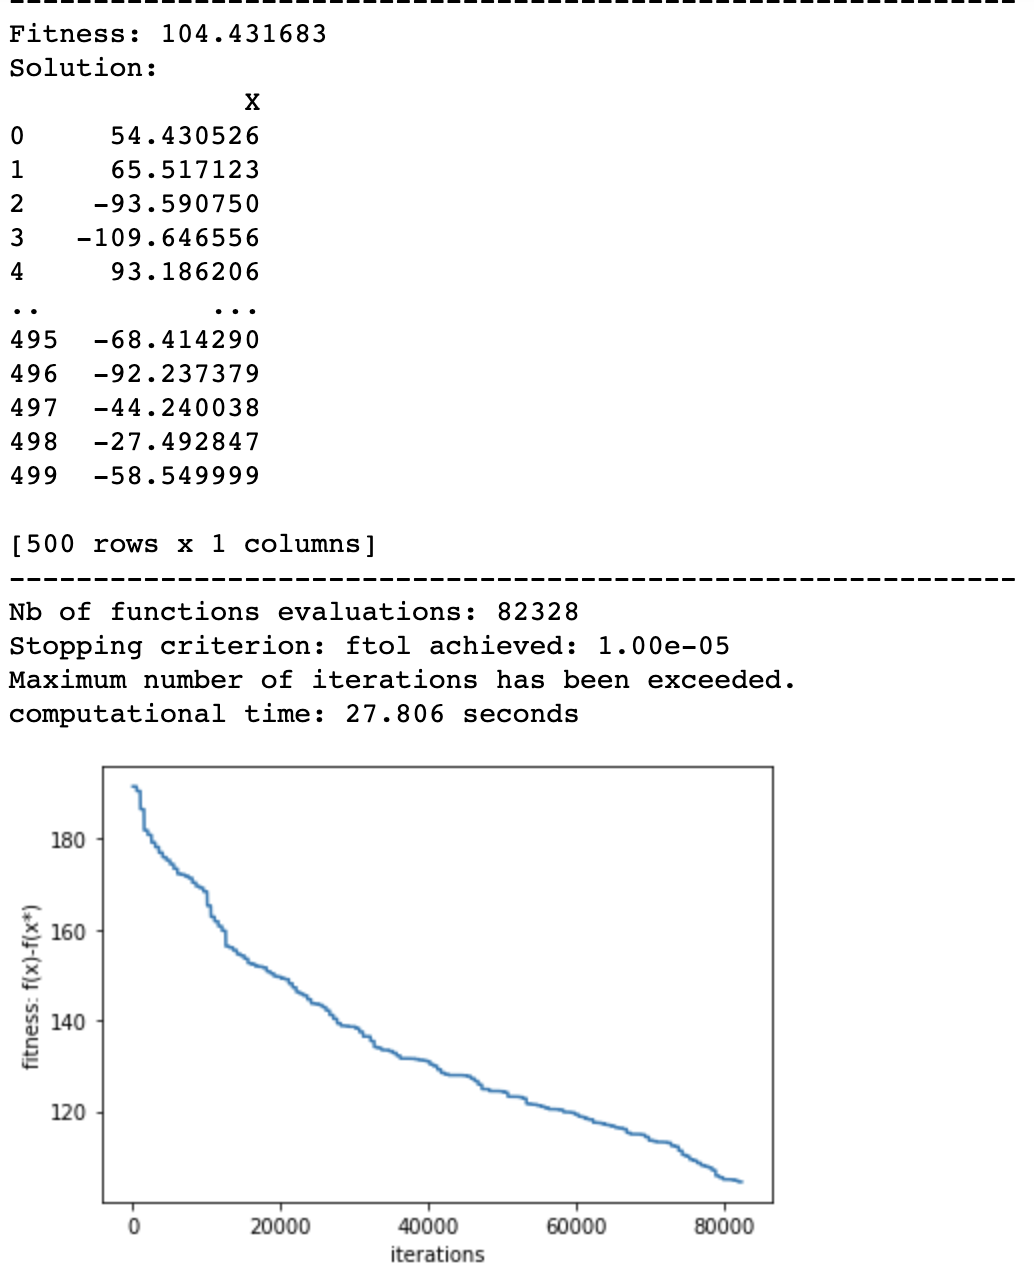 ------------------------------------------------------------
Fitness: 104.431683
Solution:
X
0 54.430526
1 65.517123
2 -93.590750
3 -109.646556
4 93.186206
.. ...
495 -68.414290
496 -92.237379
497 -44.240038
498 -27.492847
499 -58.549999
[500 rows x 1 columns]
------------------------------------------------------------
Nb of functions evaluations: 82328
Stopping criterion: ftol achieved: 1.00e-05
Maximum number of iterations has been exceeded.
computational time: 27.806 seconds
fitness: f(x)-f(x*)
180
160
140
120
0 20000 40000 60000 80000
iterations